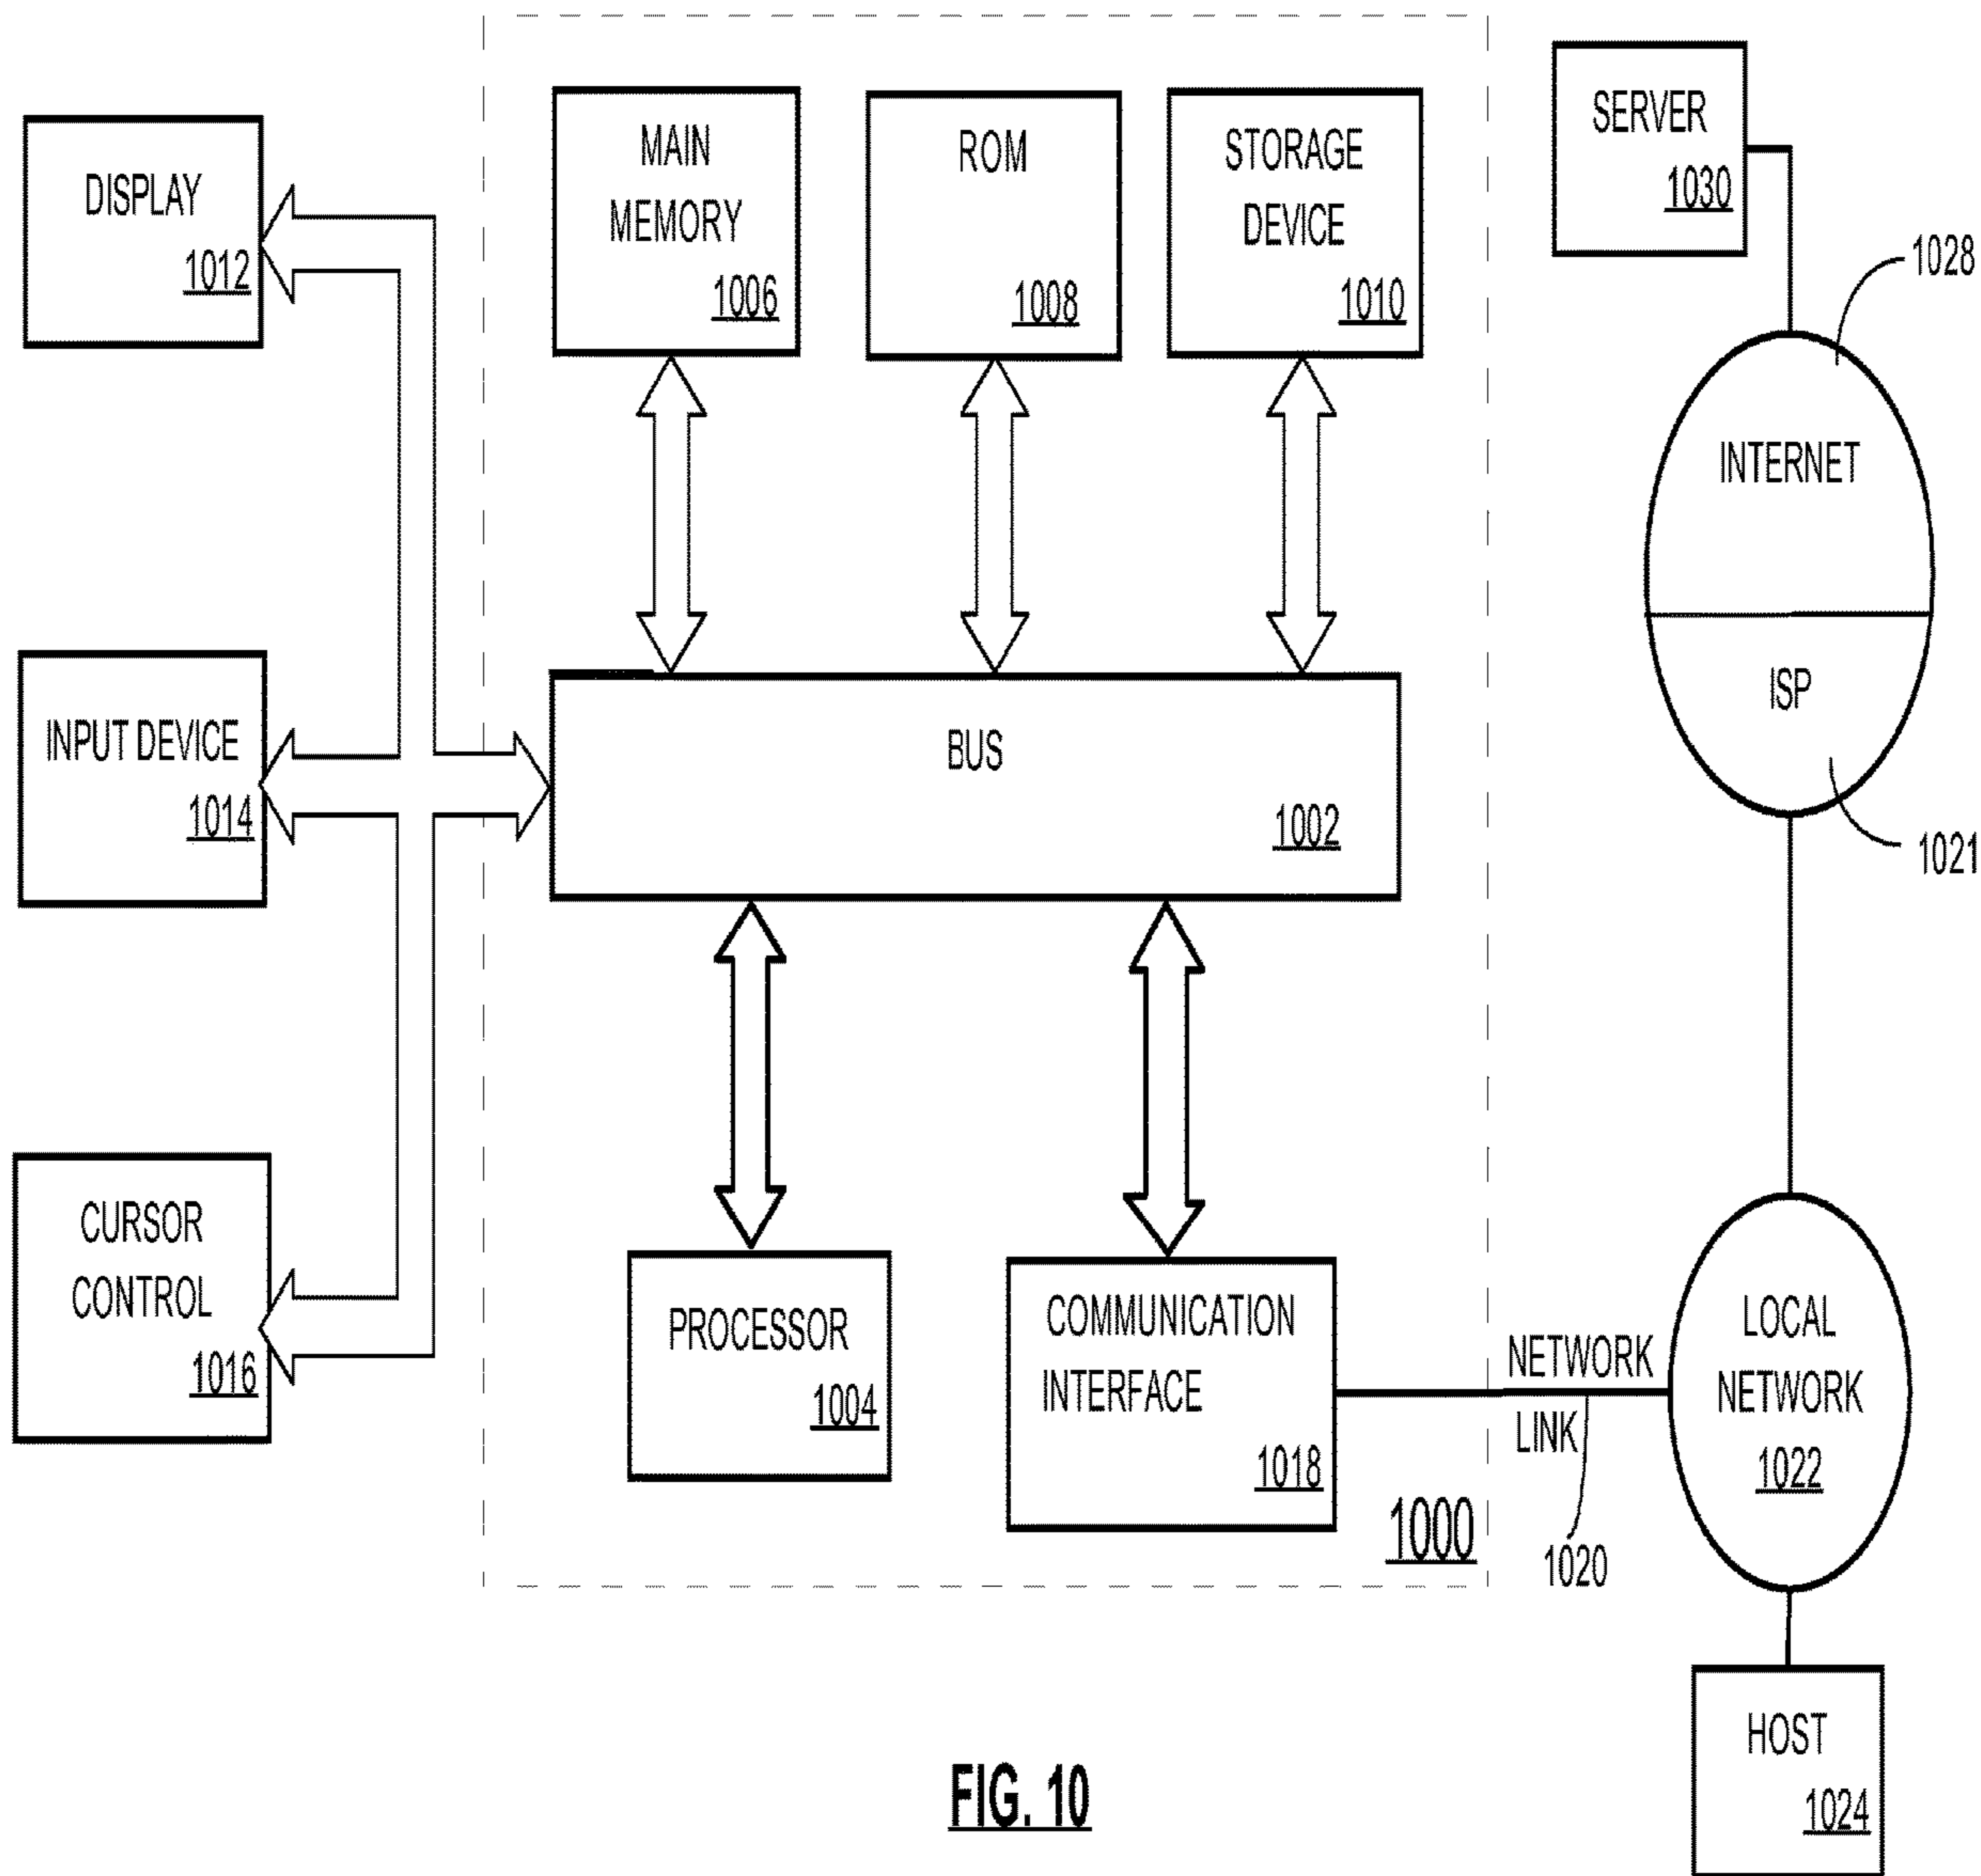 DISPLAY
1012
INPUT DEVICE
1014
CURSOR
CONTROL
1016
MAIN
MEMORY
1006
ROM
1008
STORAGE
DEVICE
1010
BUS
1002
PROCESSOR
1004
COMMUNICATION
INTERFACE
1018
1000
SERVER
1030
1028
INTERNET
ISP
1021
NETWORK
LINK
1020
LOCAL
NETWORK
1022
HOST
1024
FIG. 10